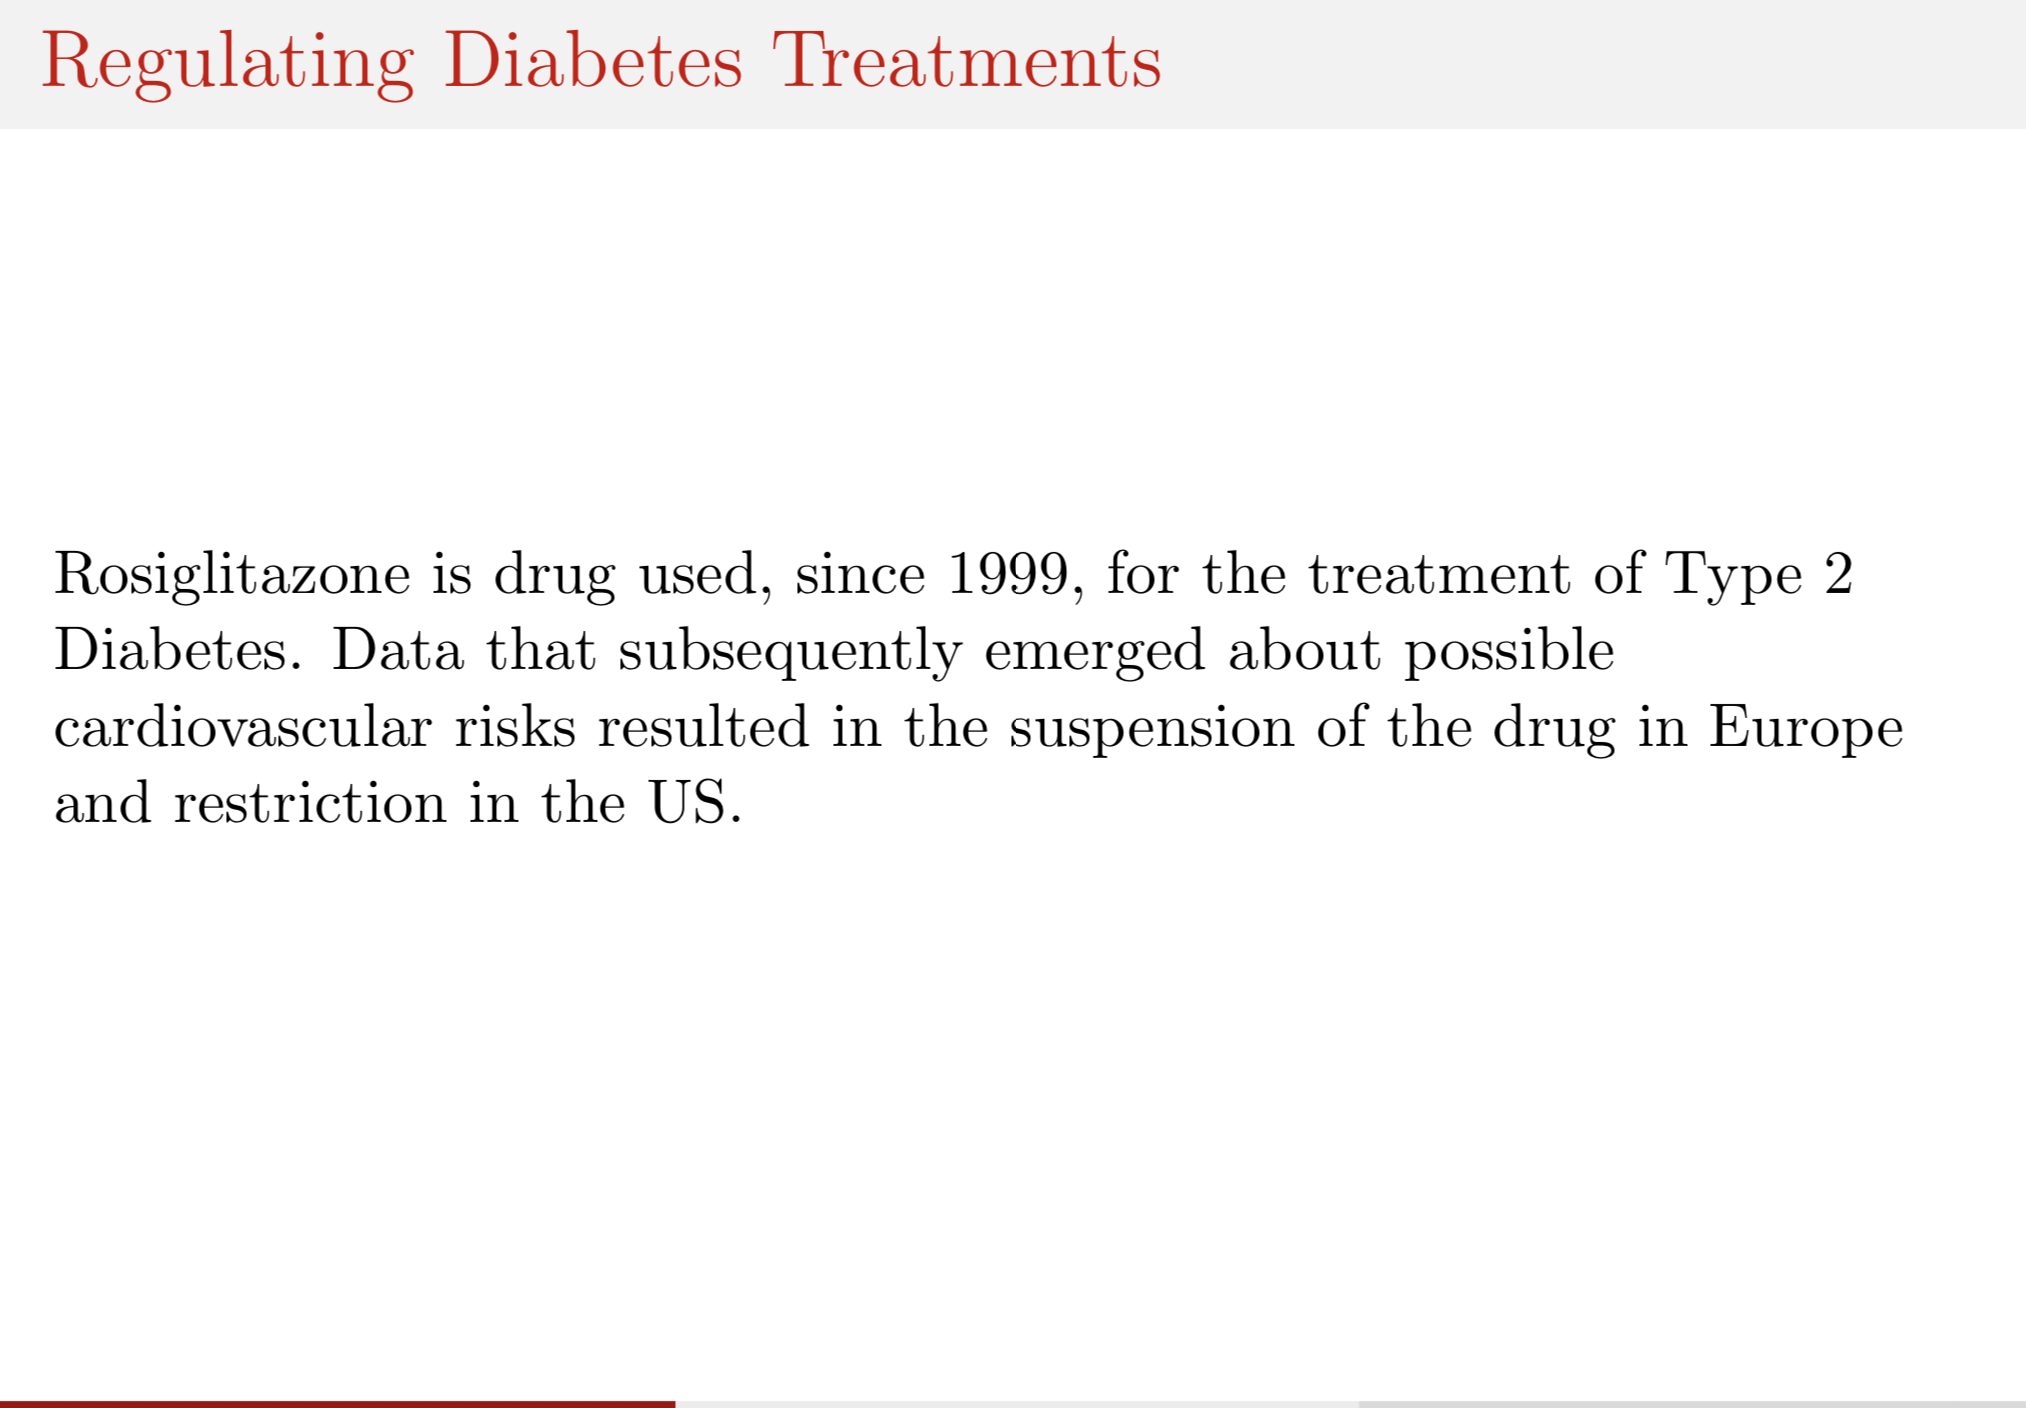 Regulating Diabetes Treatments
Rosiglitazone is drug used, since 1999, for the treatment of Type 2
Diabetes. Data that subsequently emerged about possible
cardiovascular risks resulted in the suspension of the drug in Europe
and restriction in the US.